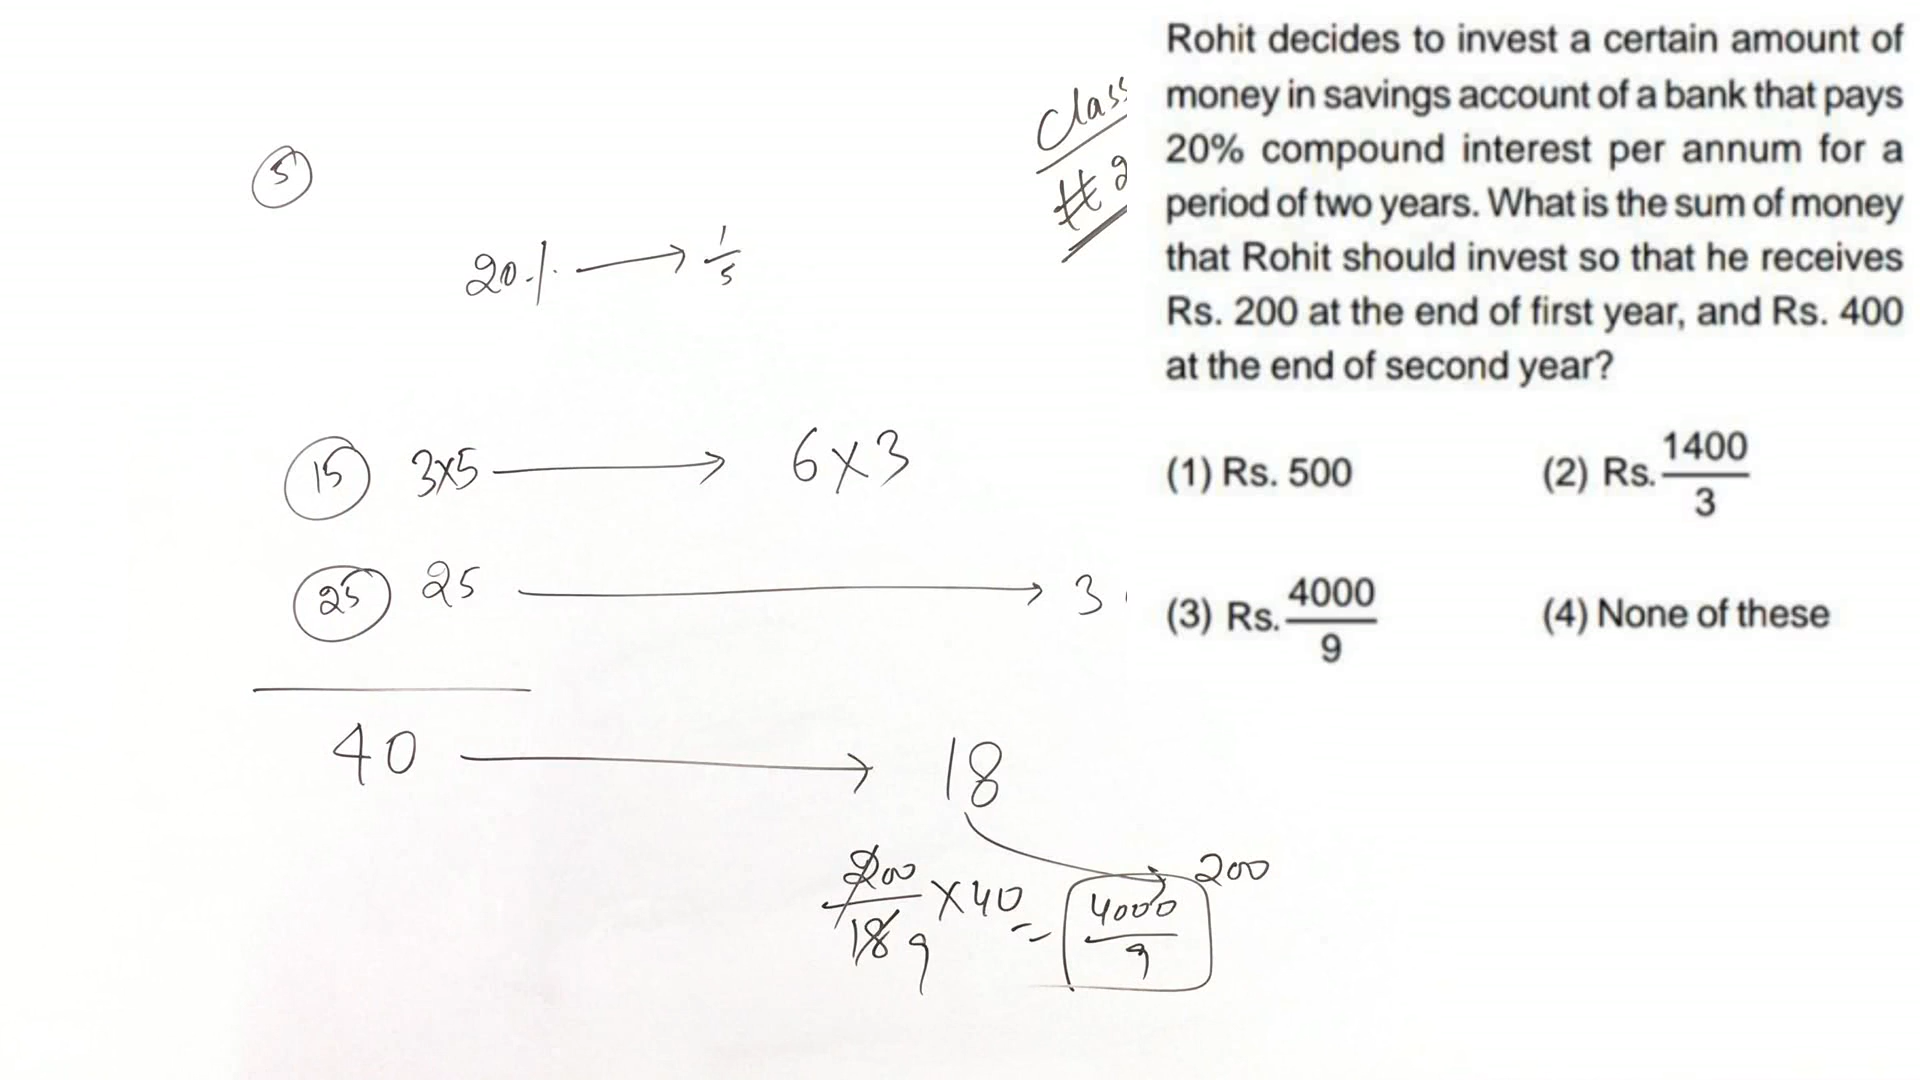 5
20% → 1/5
15 3x5 → 6x3
25 25 → 3
40 → 18
200
200/18 9 x 40 = 4000/9
Class
# 2
Rohit decides to invest a certain amount of
money in savings account of a bank that pays
20% compound interest per annum for a
period of two years. What is the sum of money
that Rohit should invest so that he receives
Rs. 200 at the end of first year, and Rs. 400
at the end of second year?
(1) Rs. 500 (2) Rs. 1400/3
(3) Rs. 4000/9 (4) None of these